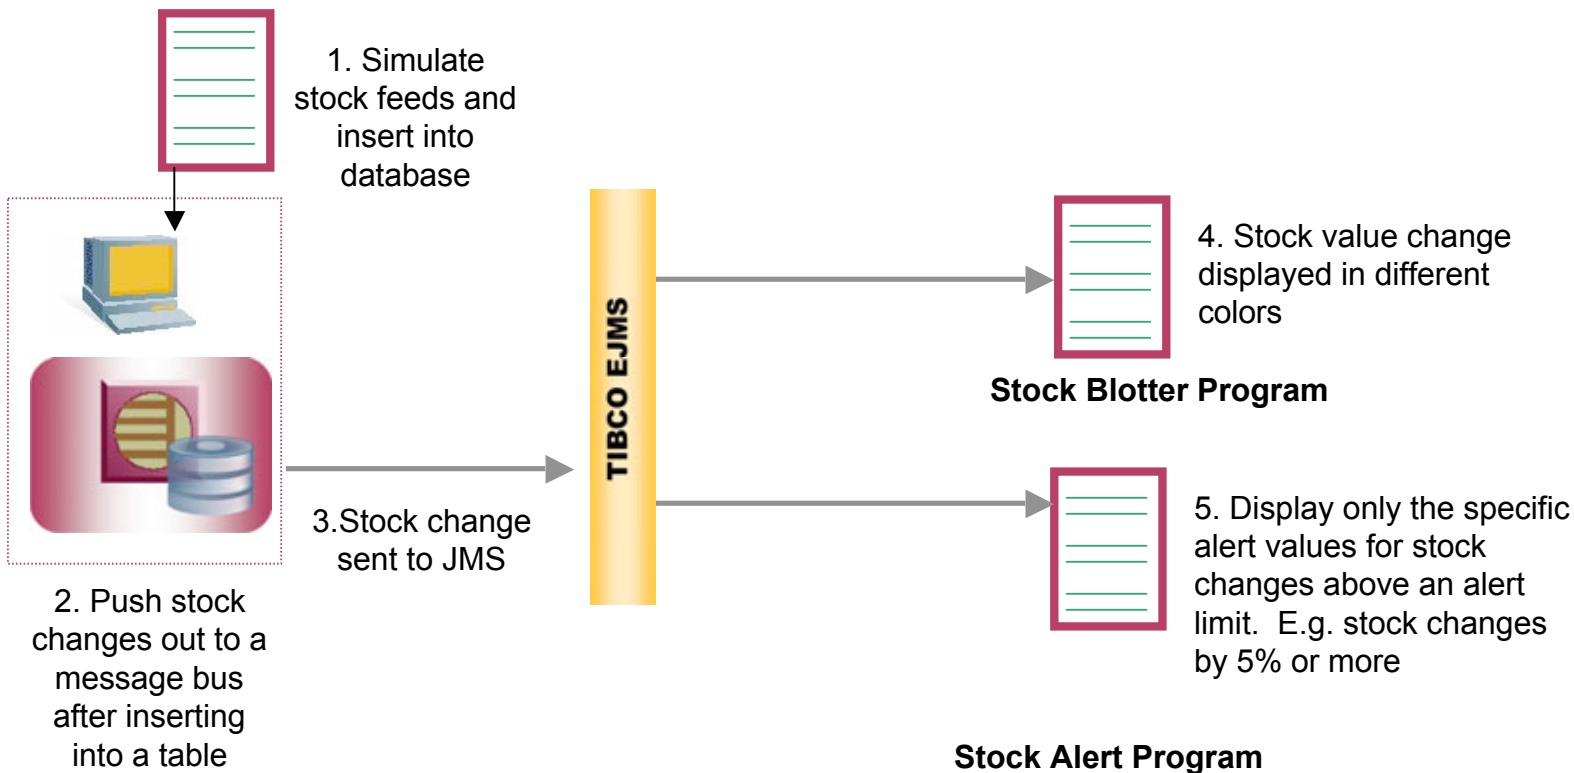 1. Simulate
stock feeds and
insert into
database
2. Push stock
changes out to a
message bus
after inserting
into a table
3.Stock change
sent to JMS
TIBCO EJMS
4. Stock value change
displayed in different
colors
Stock Blotter Program
5. Display only the specific
alert values for stock
changes above an alert
limit.  E.g. stock changes
by 5% or more
Stock Alert Program